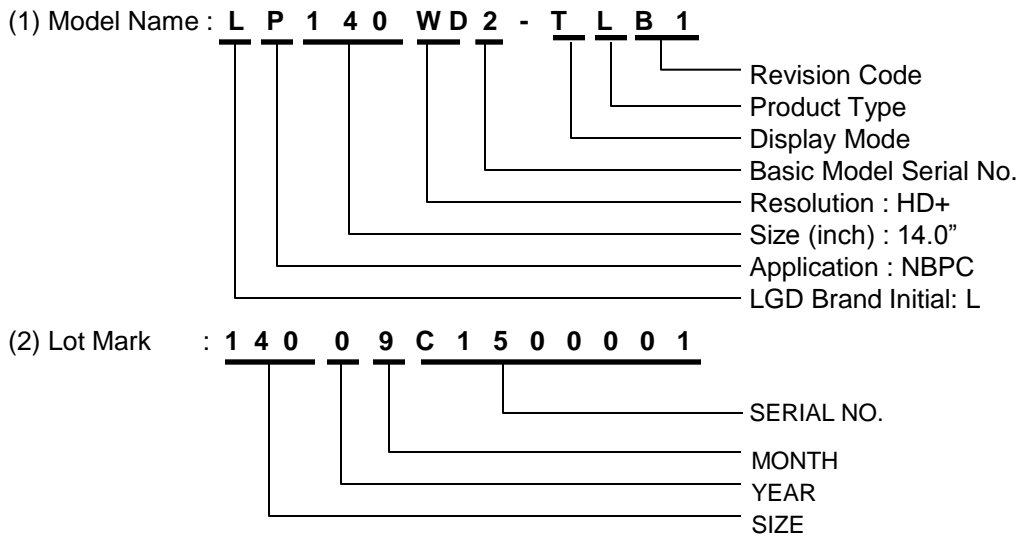 (1) Model Name : L P 1 4 0 W D 2 - T L B 1
Revision Code
Product Type
Display Mode
Basic Model Serial No.
Resolution : HD+
Size (inch) : 14.0”
Application : NBPC
LGD Brand Initial: L
(2) Lot Mark : 1 4 0 0 9 C 1 5 0 0 0 0 1
SERIAL NO.
MONTH
YEAR
SIZE